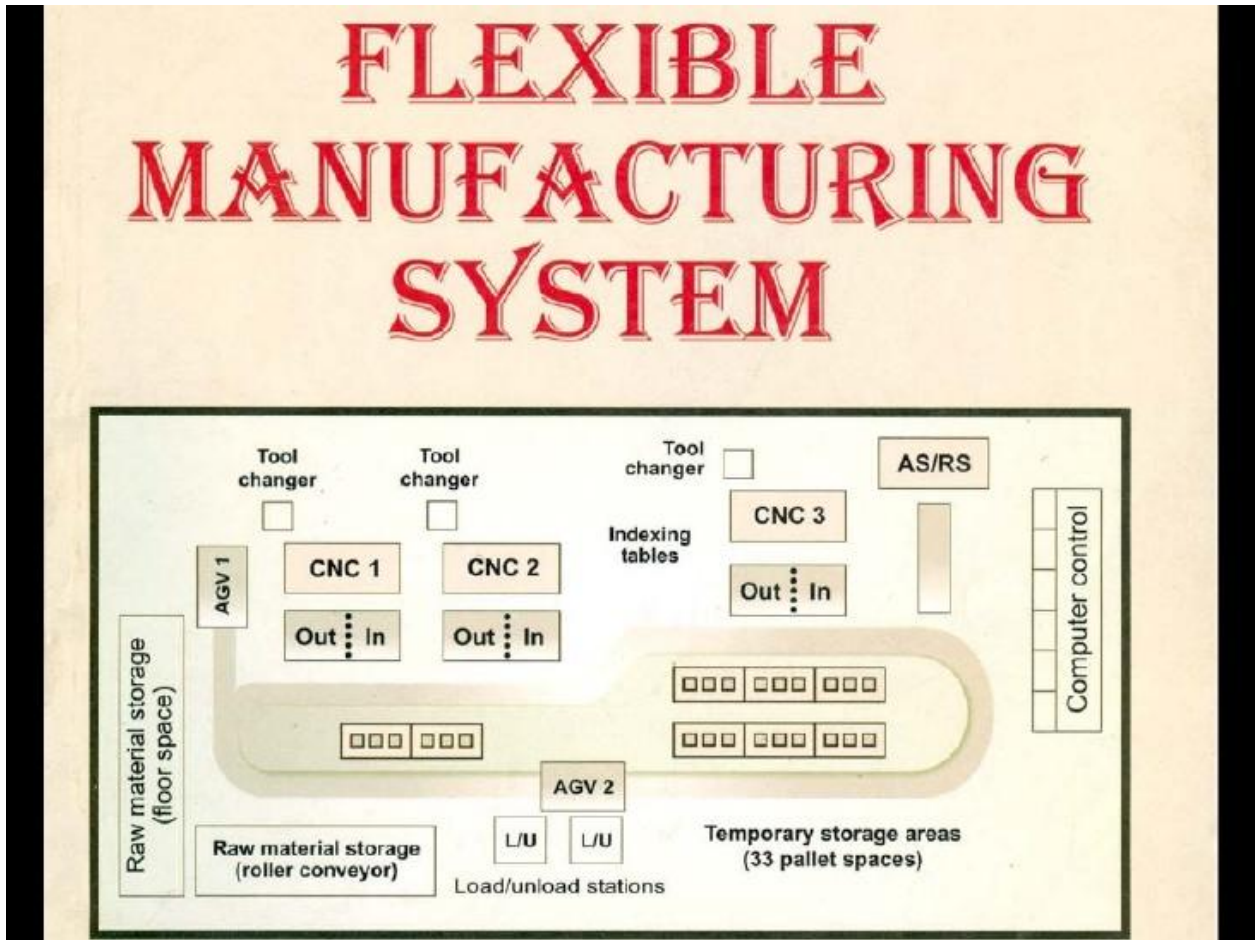 FLEXIBLE
MANUFACTURING
SYSTEM
Tool
changer
Tool
changer
Tool
changer
AS/RS
CNC 3
Indexing
tables
CNC 1
CNC 2
AGV 1
Out In
Out In
Out In
Computer control
Raw material storage
(floor space)
AGV 2
L/U
L/U
Raw material storage
(roller conveyor)
Load/unload stations
Temporary storage areas
(33 pallet spaces)